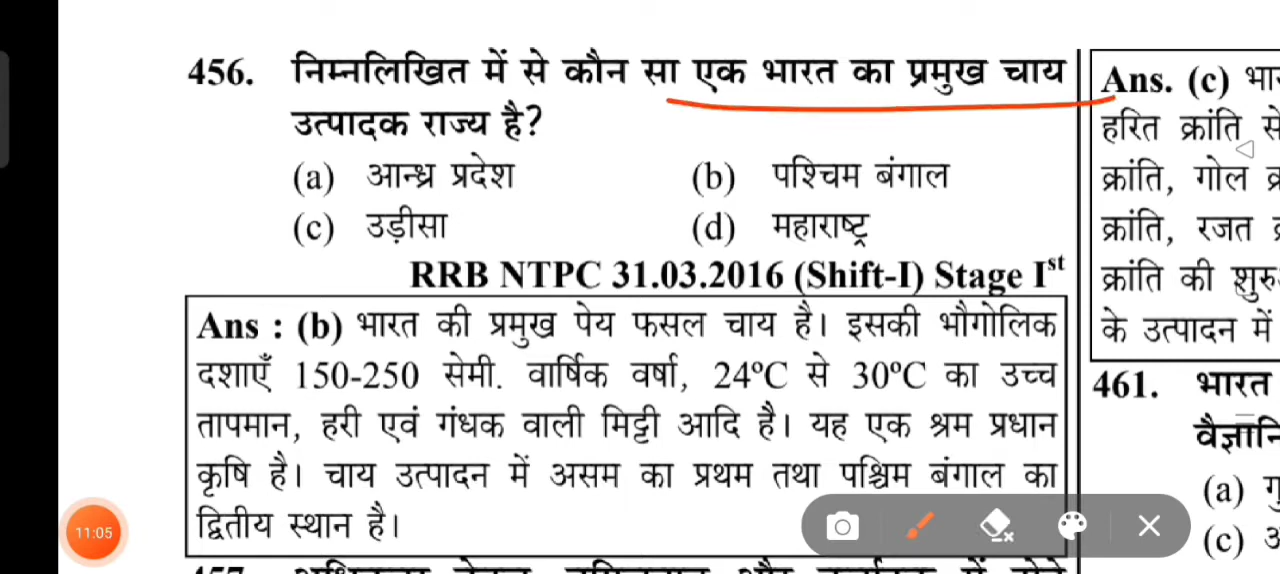 456. निम्नलिखित में से कौन सा एक भारत का प्रमुख चाय
उत्पादक राज्य है?
(a) आन्ध्र प्रदेश (b) पश्चिम बंगाल
(c) उड़ीसा (d) महाराष्ट्र
RRB NTPC 31.03.2016 (Shift-I) Stage Ist
Ans : (b) भारत की प्रमुख पेय फसल चाय है। इसकी भौगोलिक
दशाएँ 150-250 सेमी. वार्षिक वर्षा, 24ºC से 30ºC का उच्च
तापमान, हरी एवं गंधक वाली मिट्टी आदि है। यह एक श्रम प्रधान
कृषि है। चाय उत्पादन में असम का प्रथम तथा पश्चिम बंगाल का
द्वितीय स्थान है।
Ans. (c)
हरित क्रांति से
क्रांति, गोल
क्रांति, रजत
क्रांति की
के उत्पादन में
461. भारत
(a)
(c)
11:05